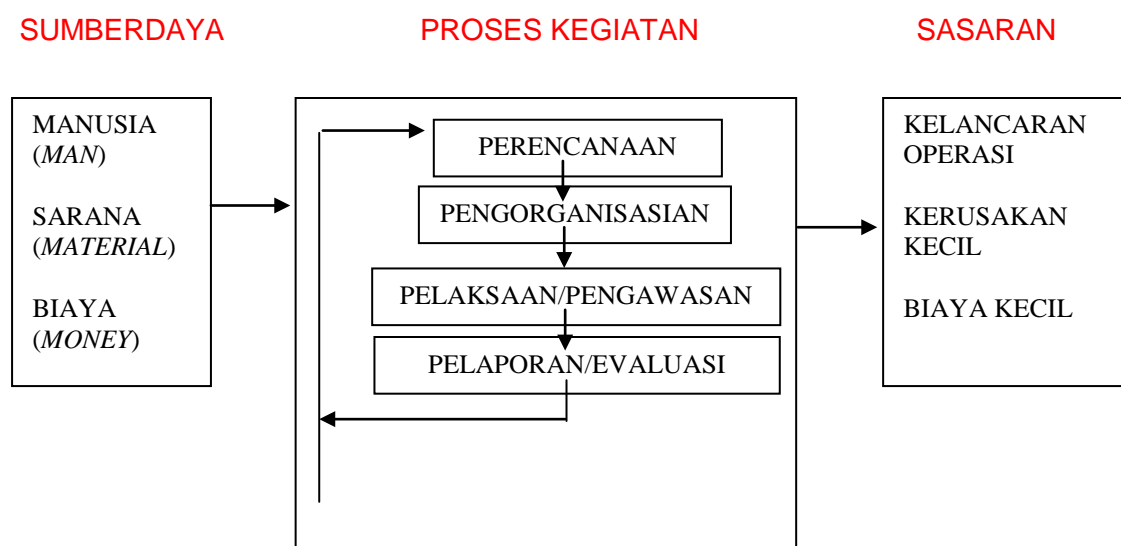 SUMBERDAYA
PROSES KEGIATAN
SASARAN
MANUSIA
(MAN)
SARANA
(MATERIAL)
BIAYA
(MONEY)
PERENCANAAN
PENGORGANISASIAN
PELAKSAAN/PENGAWASAN
PELAPORAN/EVALUASI
KELANCARAN
OPERASI
KERUSAKAN
KECIL
BIAYA KECIL